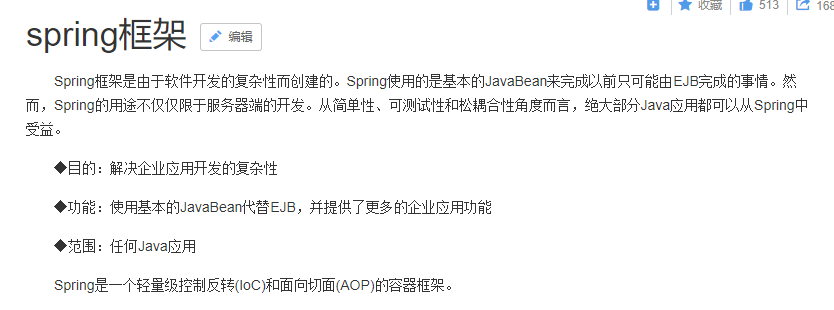 收藏 513 168
spring框架 编辑
Spring框架是由于软件开发的复杂性而创建的。Spring使用的是基本的JavaBean来完成以前只可能由EJB完成的事情。然
而，Spring的用途不仅仅限于服务器端的开发。从简单性、可测试性和松耦合性角度而言，绝大部分Java应用都可以从Spring中
受益。
◆目的：解决企业应用开发的复杂性
◆功能：使用基本的JavaBean代替EJB，并提供了更多的企业应用功能
◆范围：任何Java应用
Spring是一个轻量级控制反转(IoC)和面向切面(AOP)的容器框架。